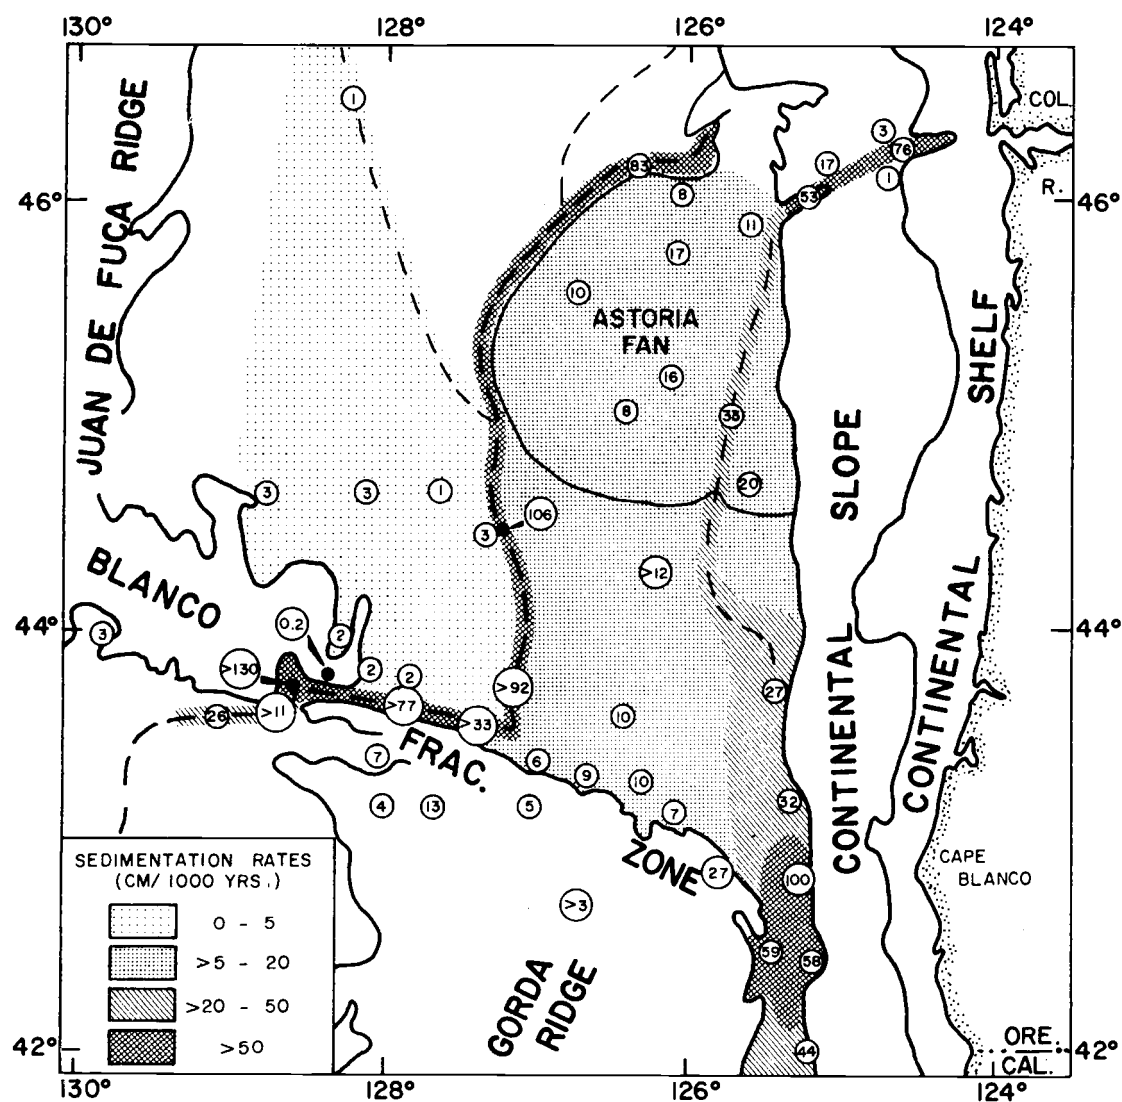 130° 128° 126° 124°
JUAN DE FUCA RIDGE
1
COL.
R.
3
76
17
1
53
83
8
11
17
46° 46°
10
ASTORIA
FAN
16
8
33
20
SHELF
SLOPE
3 3 1
106
3
>12
BLANCO
44° 44°
3
0.2
2
>130
2
2
>92
27
26
>11
>77
>33
10
FRAC.
7
6
9
10
4
13
5
7
32
CONTINENTAL
CONTINENTAL
ZONE
27
100
CAPE
BLANCO
>3
59
58
GORDA
RIDGE
44
SEDIMENTATION RATES
(CM/ 1000 YRS.)
0 - 5
>5 - 20
>20 - 50
>50
42° 42°
ORE.
CAL.
130° 128° 126° 124°